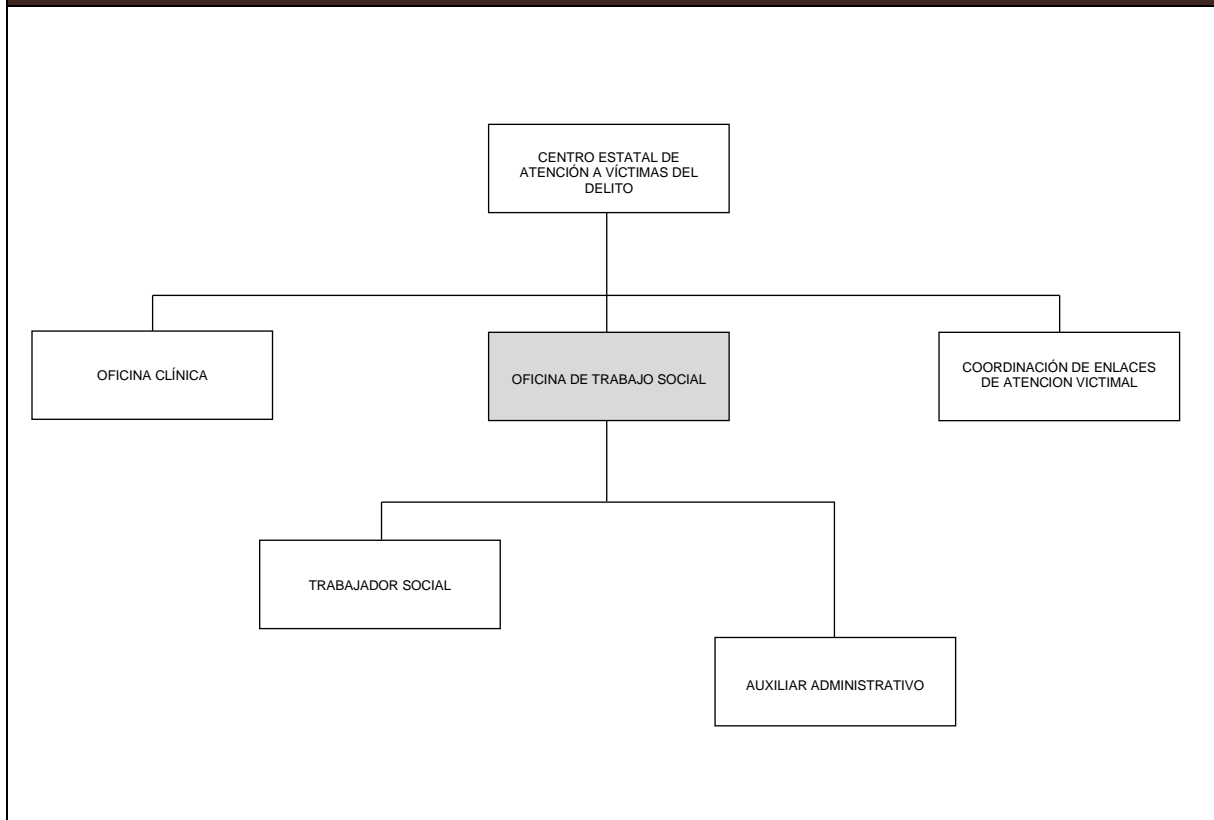 CENTRO ESTATAL DE
ATENCIÓN A VÍCTIMAS DEL
DELITO
OFICINA CLÍNICA
OFICINA DE TRABAJO SOCIAL
COORDINACIÓN DE ENLACES
DE ATENCION VICTIMAL
TRABAJADOR SOCIAL
AUXILIAR ADMINISTRATIVO